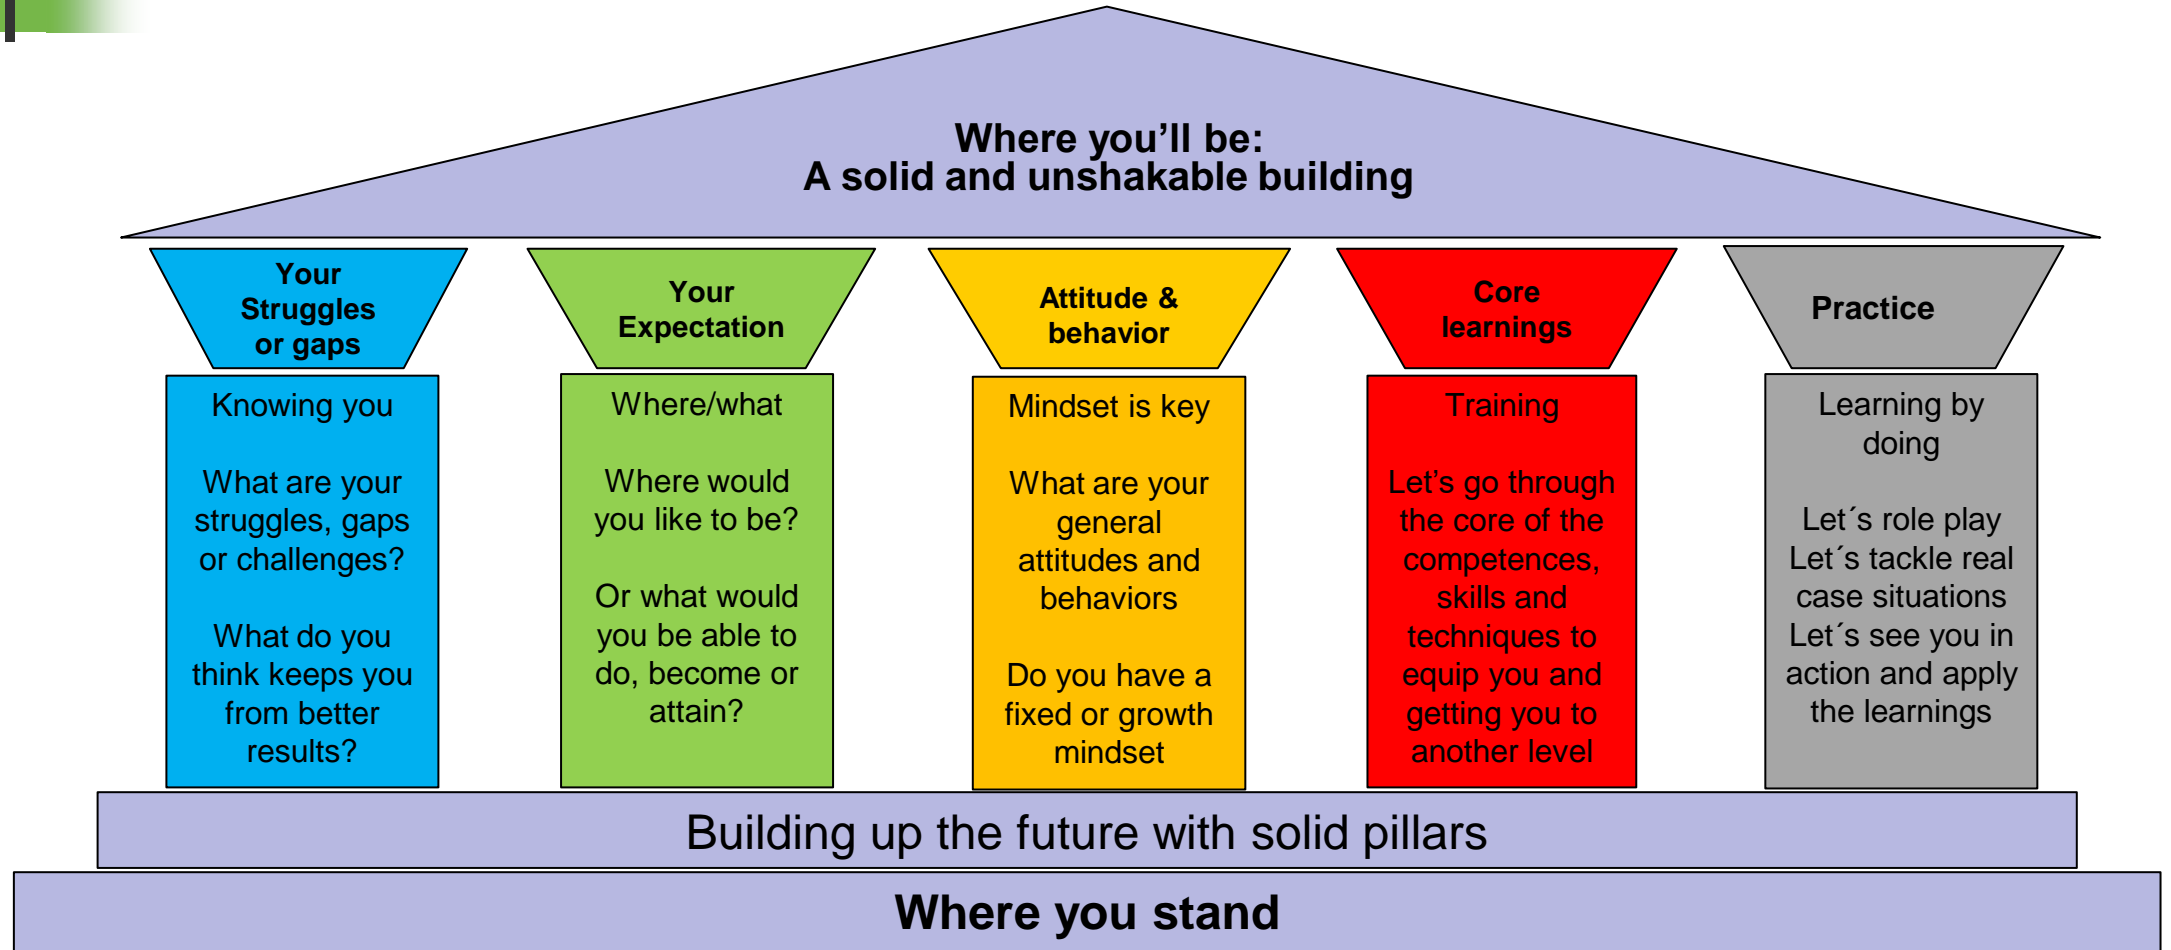 Where you’ll be:
A solid and unshakable building
Your
Struggles
or gaps
Knowing you
What are your
struggles, gaps
or challenges?
What do you
think keeps you
from better
results?
Your
Expectation
Where/what
Where would
you like to be?
Or what would
you be able to
do, become or
attain?
Attitude &
behavior
Mindset is key
What are your
general
attitudes and
behaviors
Do you have a
fixed or growth
mindset
Core
learnings
Training
Let’s go through
the core of the
competences,
skills and
techniques to
equip you and
getting you to
another level
Practice
Learning by
doing
Let´s role play
Let´s tackle real
case situations
Let´s see you in
action and apply
the learnings
Building up the future with solid pillars
Where you stand